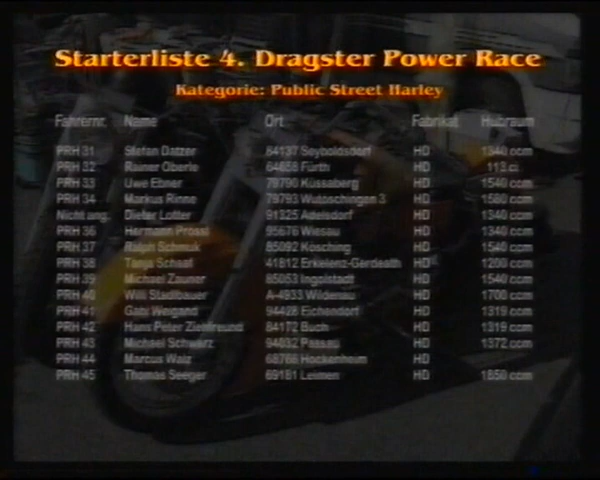 Starterliste 4. Dragster Power Race
Kategorie: Public Street Harley
Fahrernr. Name Ort Fabrikat Hubraum
PRH 31 Stefan Datzer 84137 Seyboldsdorf HD 1340 ccm
PRH 32 Rainer Oberle 64658 Fürth HD 113 ci
PRH 33 Uwe Ebner 79790 Küssaberg HD 1540 ccm
PRH 34 Markus Rinne 79793 Wutoschingen 3 HD 1580 ccm
Nicht ang. Dieter Lotter 91325 Adelsdorf HD 1340 ccm
PRH 36 Hermann Prössl 95676 Wiesau HD 1340 ccm
PRH 37 Ralph Schmuk 85092 Kösching HD 1540 ccm
PRH 38 Tanja Schaaf 41812 Erkelenz-Gerdeath HD 1200 ccm
PRH 39 Michael Zauner 85053 Ingolstadt HD 1540 ccm
PRH 40 Willi Stadlbauer A-4933 Wildenau HD 1700 ccm
PRH 41 Gabi Weigand 94428 Eichendorf HD 1319 ccm
PRH 42 Hans Peter 84172 Buch HD 1319 ccm
PRH 43 Michael Schwarz 94032 Passau HD 1372 ccm
PRH 44 Marcus Walz 68766 Hockenheim HD
PRH 45 Thomas Seeger 69181 Leimen HD 1850 ccm